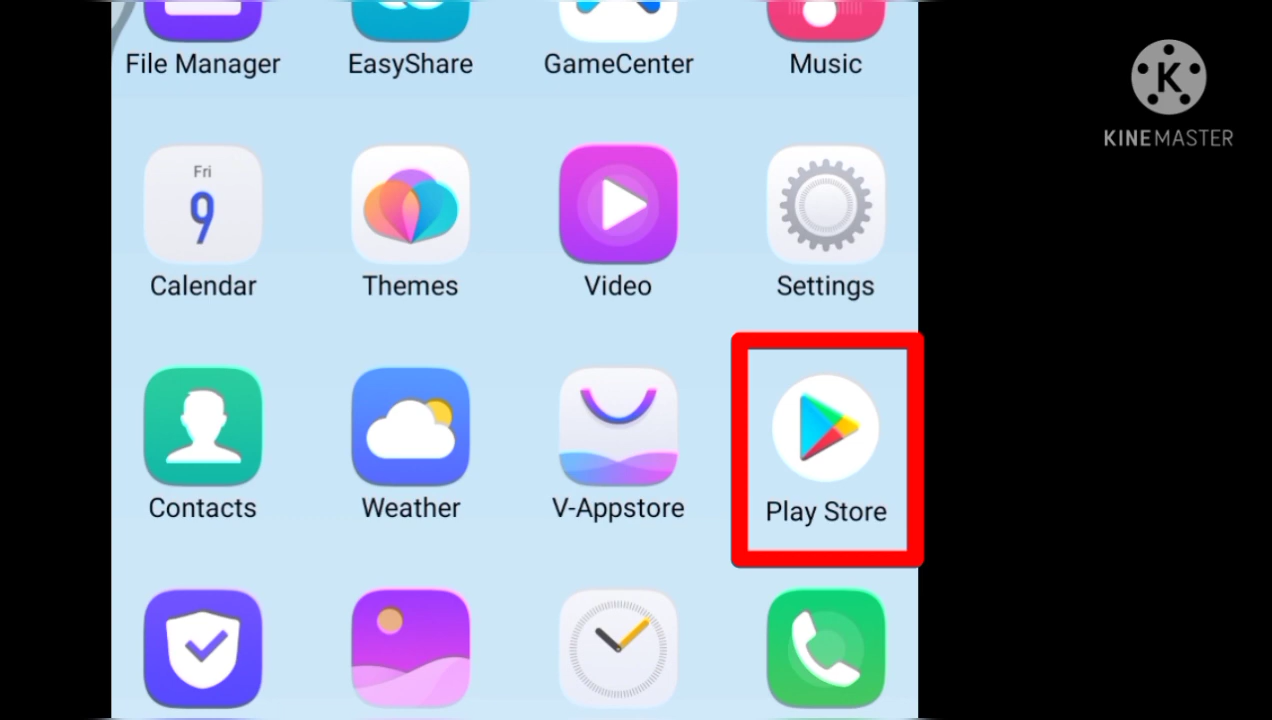 File Manager EasyShare GameCenter Music
K
KINEMASTER
Fri
9
Calendar Themes Video Settings
Contacts Weather V-Appstore Play Store